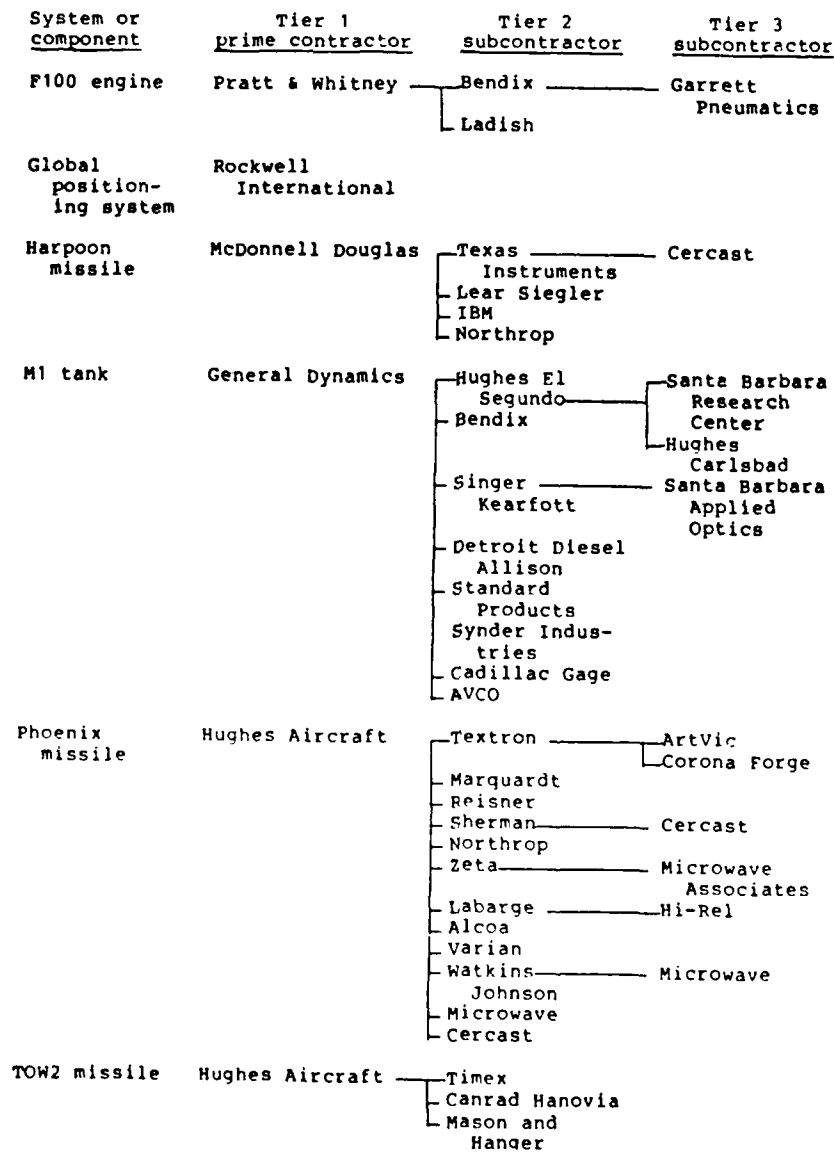 System or Tier 1 Tier 2 Tier 3
component prime contractor subcontractor subcontractor
F100 engine Pratt & Whitney Bendix Garrett
Pneumatics
Ladish
Global Rockwell
position- International
ing system
Harpoon McDonnell Douglas Texas Cercast
missile Instruments
Lear Siegler
IBM
Northrop
M1 tank General Dynamics Hughes El Santa Barbara
Segundo Research
Bendix Center
Hughes
Carlsbad
Singer Santa Barbara
Kearfott Applied
Optics
Detroit Diesel
Allison
Standard
Products
Synder Indus-
tries
Cadillac Gage
AVCO
Phoenix Hughes Aircraft Textron ArtVic
missile Corona Forge
Marquardt
Reisner
Sherman Cercast
Northrop
Zeta Microwave
Associates
Labarge Hi-Rel
Alcoa
Varian
Watkins Microwave
Johnson
Microwave
Cercast
TOW2 missile Hughes Aircraft Timex
Canrad Hanovia
Mason and
Hanger